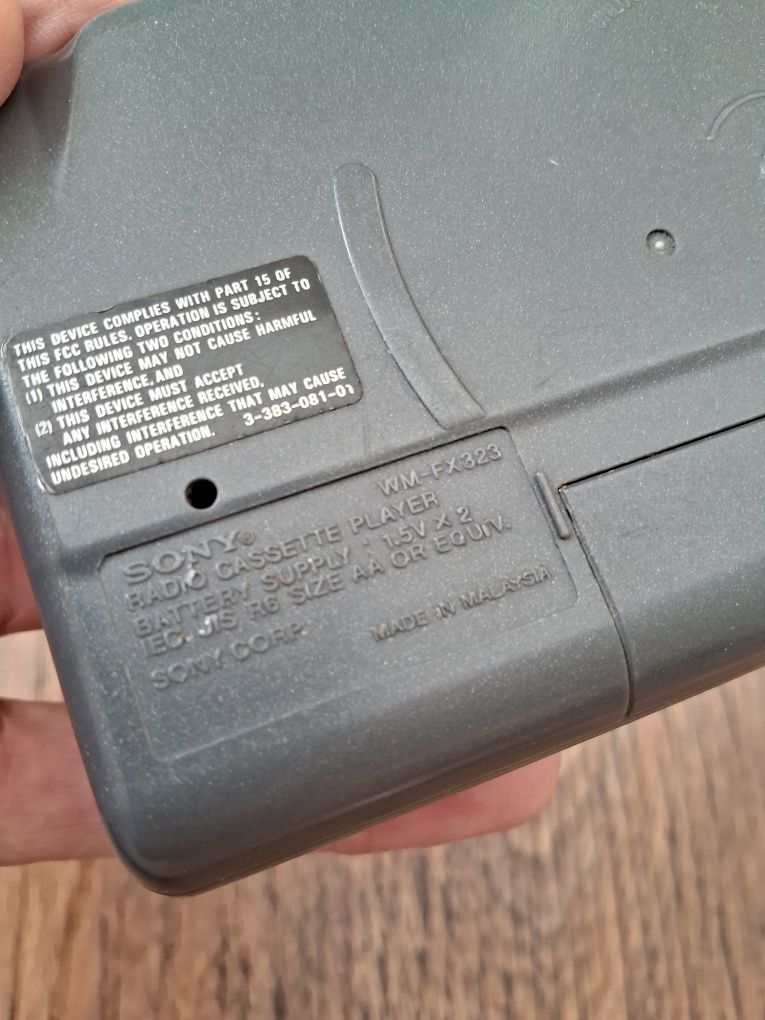 THIS DEVICE COMPLIES WITH PART 15 OF
THIS FCC RULES. OPERATION IS SUBJECT TO
THE FOLLOWING TWO CONDITIONS:
(1) THIS DEVICE MAY NOT CAUSE HARMFUL
INTERFERENCE, AND
(2) THIS DEVICE MUST ACCEPT
ANY INTERFERENCE RECEIVED,
INCLUDING INTERFERENCE THAT MAY CAUSE
UNDESIRED OPERATION. 3-383-081-01
WM-FX323
SONY®
RADIO CASSETTE PLAYER
BATTERY SUPPLY : 1.5V X 2
IEC, JIS R6 SIZE AA OR EQUIV.
SONY CORP. MADE IN MALAYSIA